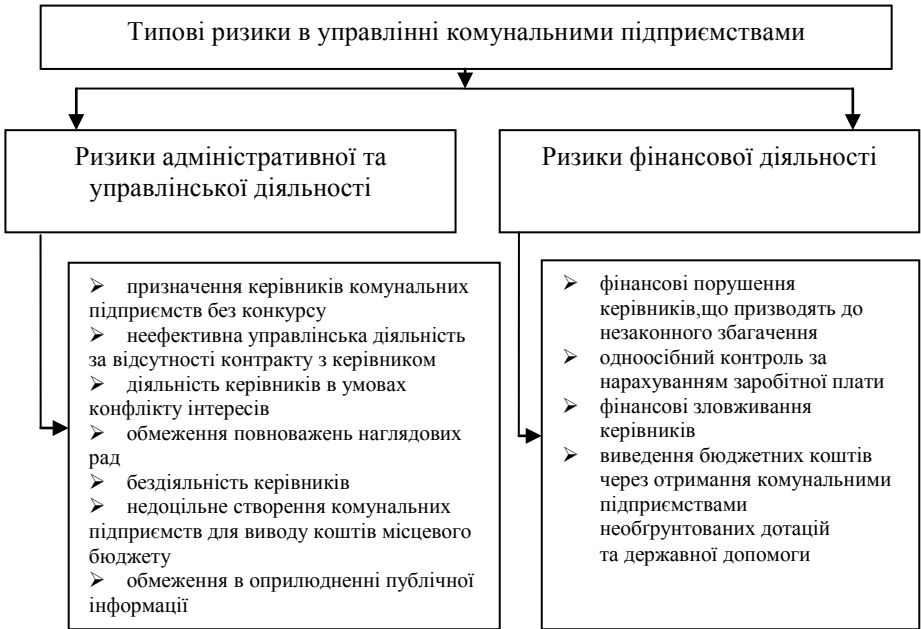 Типові ризики в управлінні комунальними підприємствами
Ризики адміністративної та
управлінської діяльності
Ризики фінансової діяльності
➢ призначення керівників комунальних
підприємств без конкурсу
➢ неефективна управлінська діяльність
за відсутності контракту з керівником
➢ діяльність керівників в умовах
конфлікту інтересів
➢ обмеження повноважень наглядових
рад
➢ бездіяльність керівників
➢ недоцільне створення комунальних
підприємств для виводу коштів місцевого
бюджету
➢ обмеження в оприлюдненні публічної
інформації
➢ фінансові порушення
керівників,що призводять до
незаконного збагачення
➢ одноосібний контроль за
нарахуванням заробітної плати
➢ фінансові зловживання
керівників
➢ виведення бюджетних коштів
через отримання комунальними
підприємствами
необґрунтованих дотацій
та державної допомоги